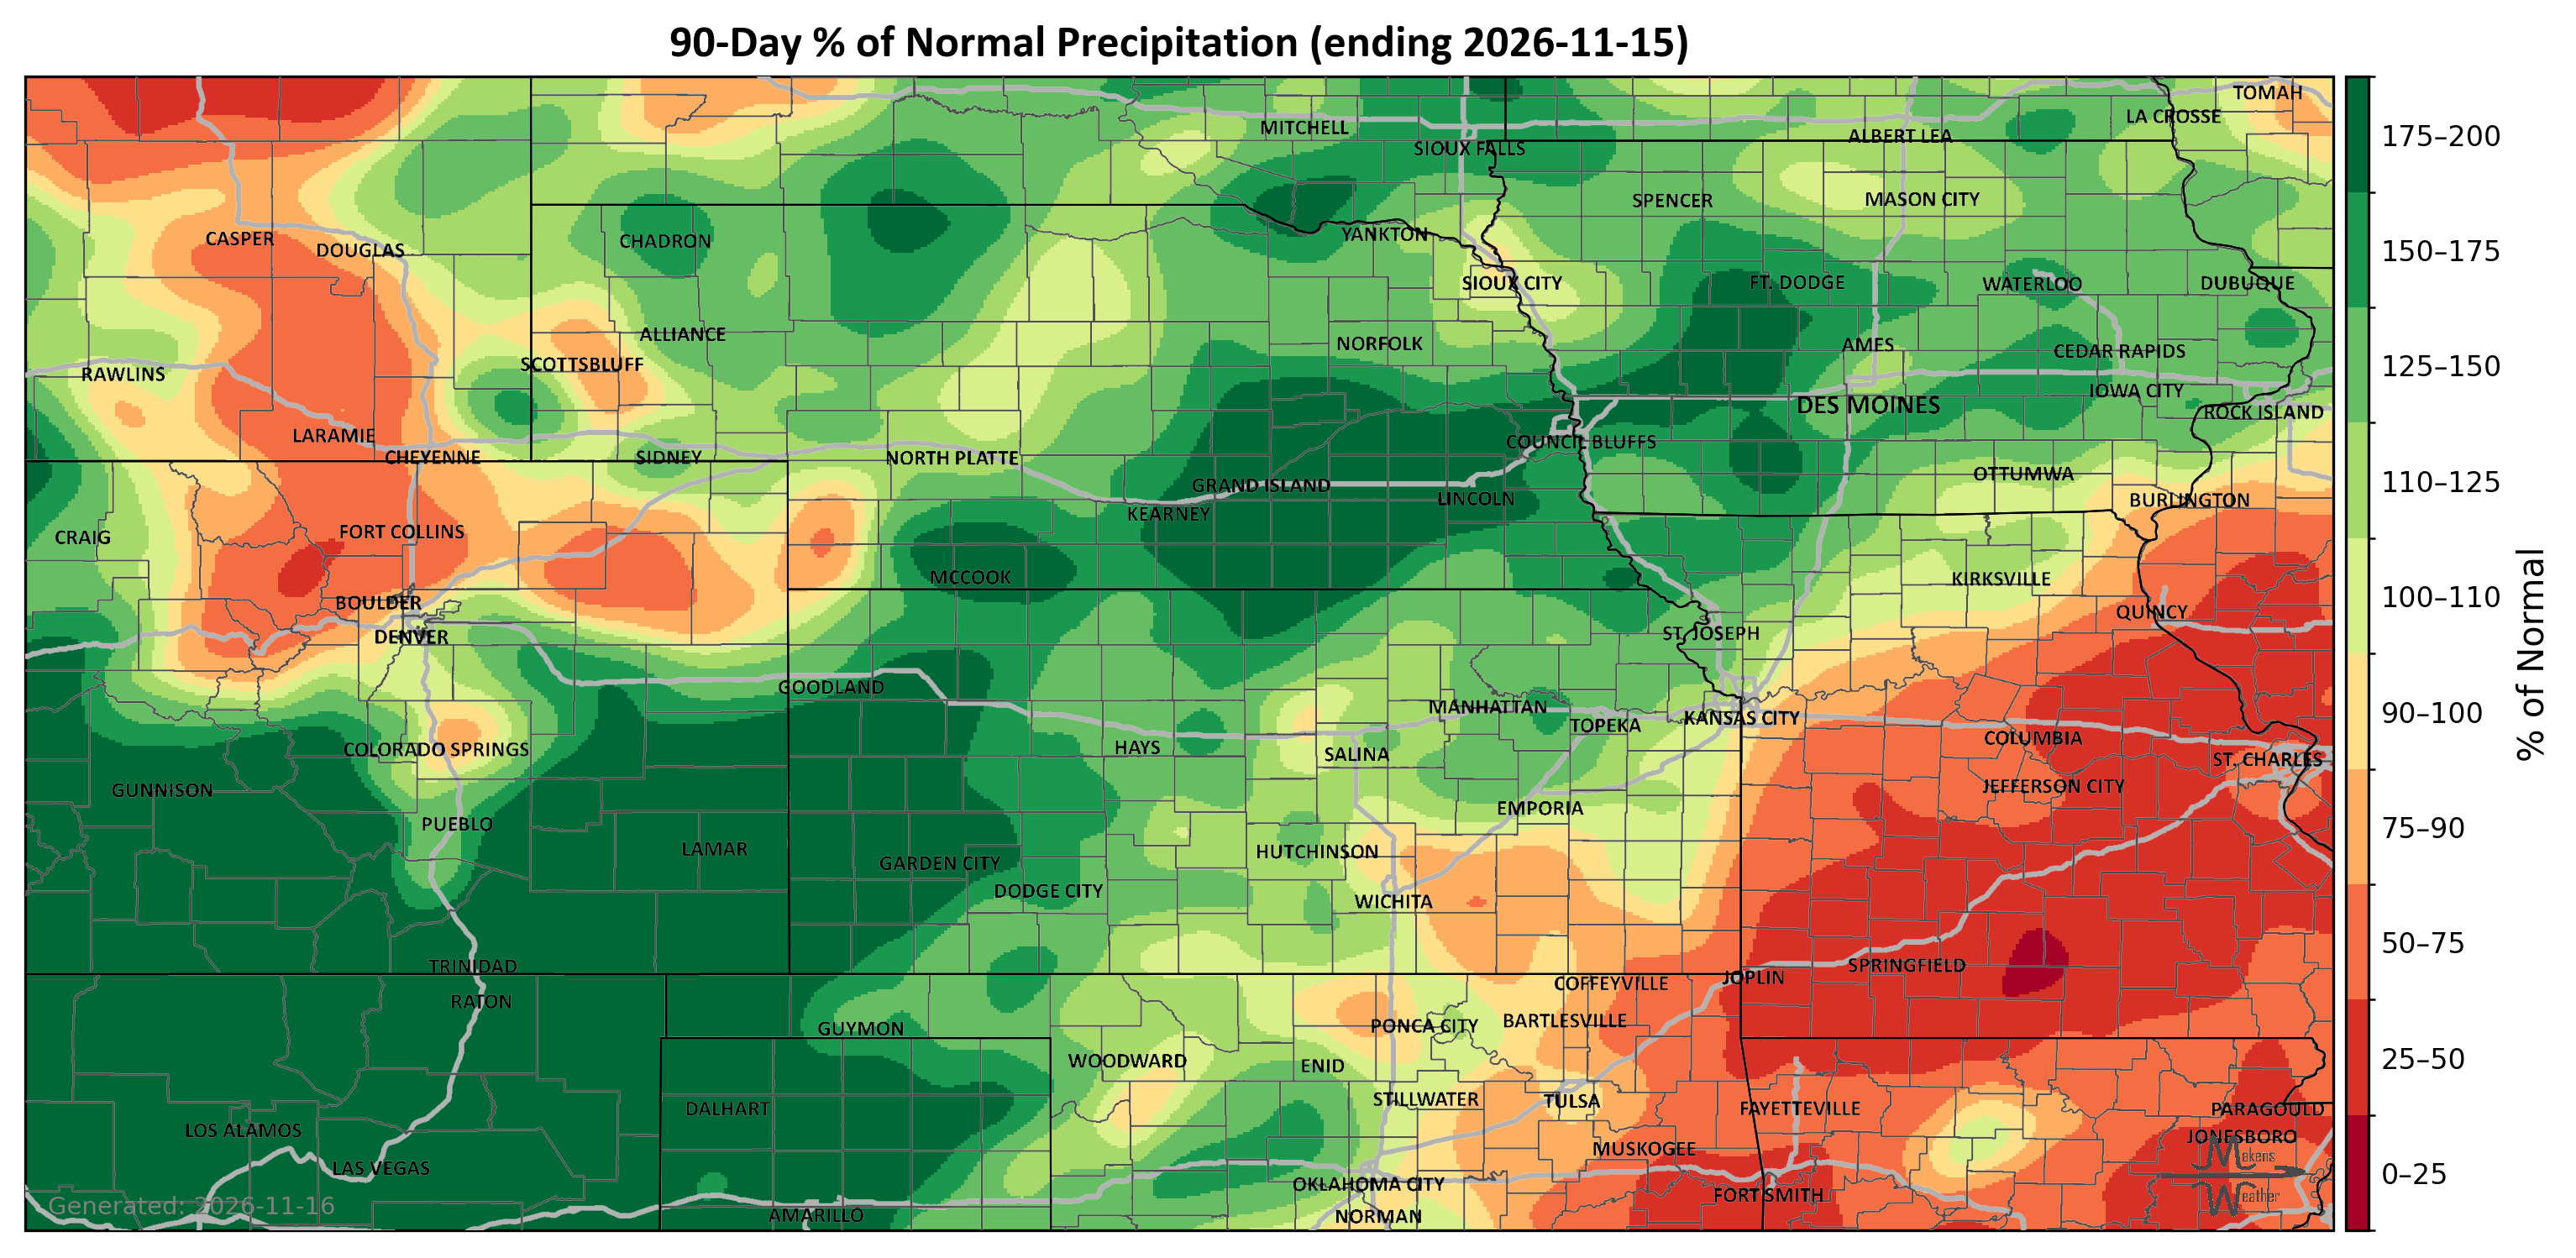 90-Day % of Normal Precipitation (ending 2026-11-15)
TOMAH
LA CROSSE
MITCHELL
ALBERT LEA
SIOUX FALLS
SPENCER
MASON CITY
CASPER
DOUGLAS
CHADRON
YANKTON
SIOUX CITY
FT. DODGE
WATERLOO
DUBUQUE
ALLIANCE
NORFOLK
AMES
CEDAR RAPIDS
SCOTTSBLUFF
RAWLINS
IOWA CITY
DES MOINES
ROCK ISLAND
LARAMIE
COUNCIL BLUFFS
CHEYENNE
SIDNEY
NORTH PLATTE
OTTUMWA
GRAND ISLAND
LINCOLN
BURLINGTON
KEARNEY
CRAIG
FORT COLLINS
MCCOOK
KIRKSVILLE
BOULDER
QUINCY
DENVER
ST. JOSEPH
GOODLAND
MANHATTAN
TOPEKA
KANSAS CITY
COLUMBIA
COLORADO SPRINGS
HAYS
SALINA
ST. CHARLES
GUNNISON
JEFFERSON CITY
EMPORIA
PUEBLO
LAMAR
HUTCHINSON
GARDEN CITY
DODGE CITY
WICHITA
TRINIDAD
SPRINGFIELD
JOPLIN
COFFEYVILLE
RATON
GUYMON
PONCA CITY
BARTLESVILLE
WOODWARD
ENID
STILLWATER
TULSA
DALHART
FAYETTEVILLE
PARAGOULD
LOS ALAMOS
JONESBORO
MUSKOGEE
LAS VEGAS
OKLAHOMA CITY
FORT SMITH
AMARILLO
NORMAN
Makens
Weather
Generated: 2026-11-16
175–200
150–175
125–150
110–125
100–110
90–100
75–90
50–75
25–50
0–25
% of Normal